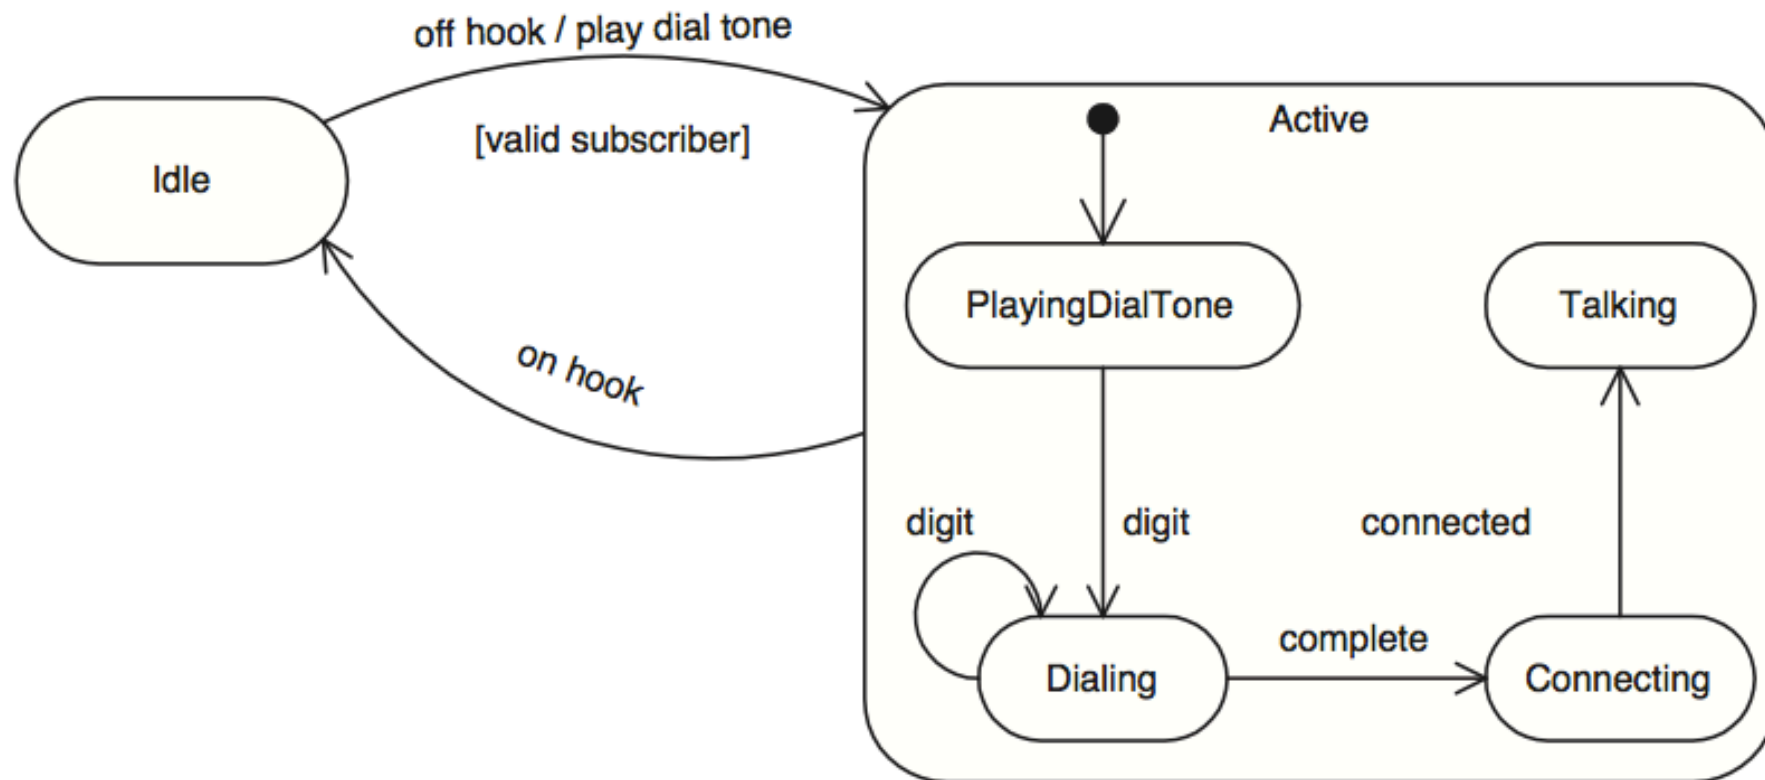 off hook / play dial tone
[valid subscriber]
Active
Idle
PlayingDialTone
Talking
on hook
digit
digit
connected
complete
Dialing
Connecting